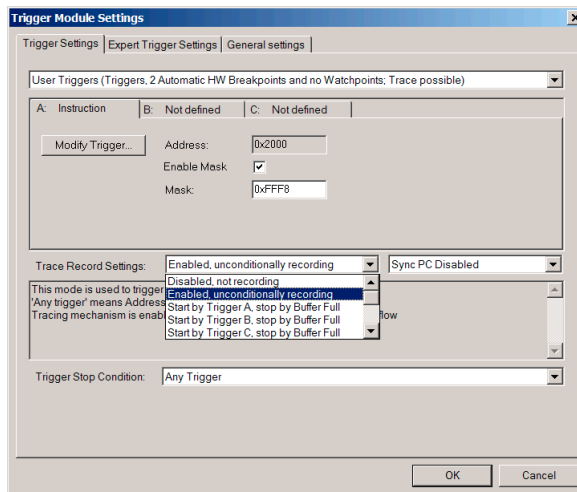 Trigger Module Settings
Trigger Settings Expert Trigger Settings General settings
User Triggers (Triggers, 2 Automatic HW Breakpoints and no Watchpoints; Trace possible)
A: Instruction B: Not defined C: Not defined
Modify Trigger... Address: 0x2000
Enable Mask
Mask: 0xFFF8
Trace Record Settings: Enabled, unconditionally recording Sync PC Disabled
Disabled, not recording
This mode is used to trigger
Enabled, unconditionally recording
'Any trigger' means Address
Start by Trigger A, stop by Buffer Full
Tracing mechanism is enabl
Start by Trigger B, stop by Buffer Full flow
Start by Trigger C, stop by Buffer Full
Trigger Stop Condition: Any Trigger
OK Cancel